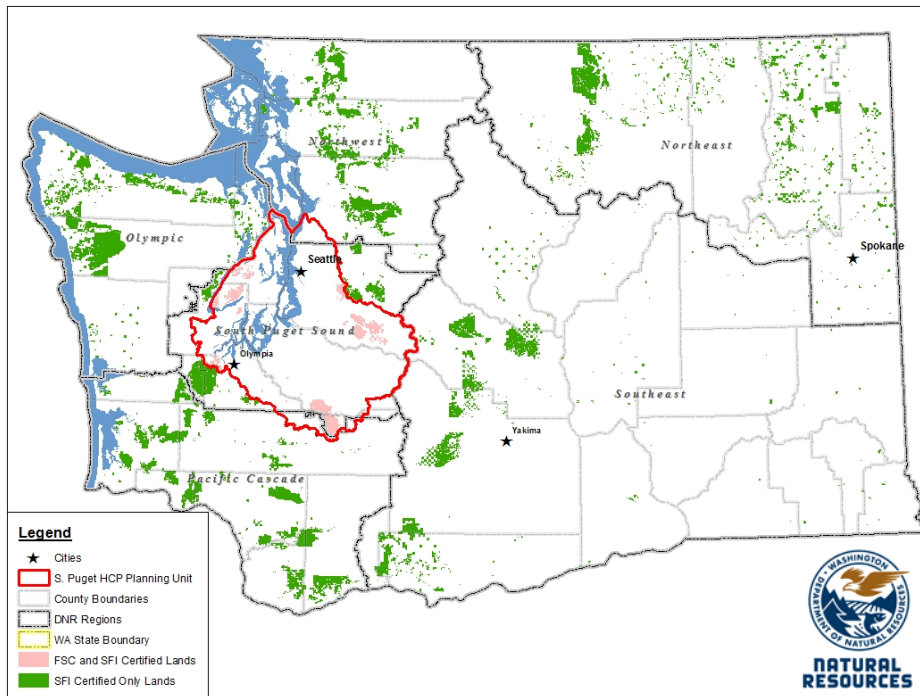 Northwest
Northeast
Olympic
Seattle
Spokane
South Puget Sound
Olympia
Southeast
Yakima
Pacific Cascade
Legend
Cities
S. Puget HCP Planning Unit
County Boundaries
DNR Regions
WA State Boundary
FSC and SFI Certified Lands
SFI Certified Only Lands
WASHINGTON
DEPARTMENT OF NATURAL RESOURCES
NATURAL
RESOURCES